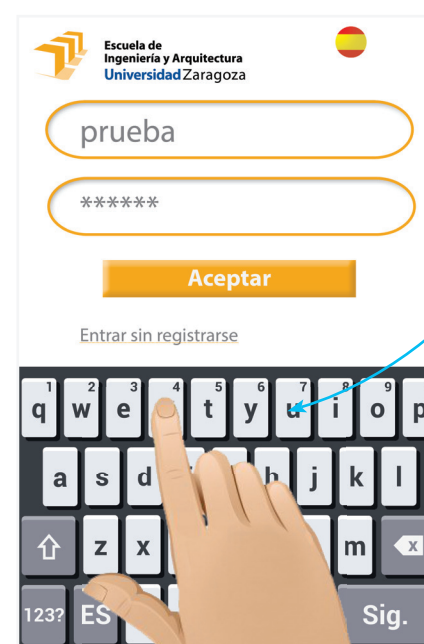 Escuela de
Ingeniería y Arquitectura
Universidad Zaragoza
prueba
******
Aceptar
Entrar sin registrarse
1 2 3 4 5 6 7 8 9
q w e t y u i o p
a s d h j k l
z x m x
123? ES Sig.